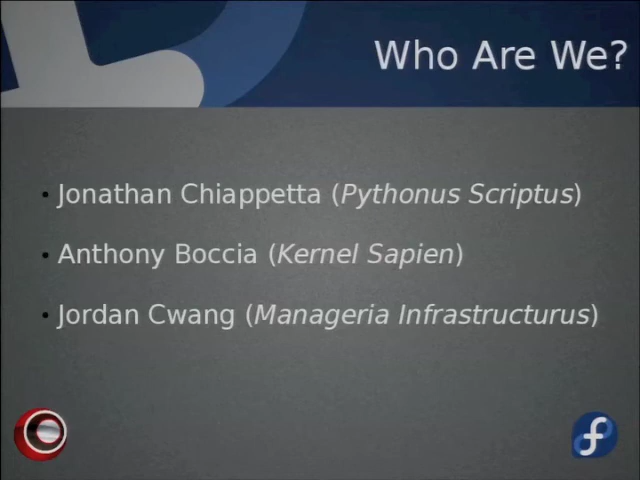 Who Are We?
• Jonathan Chiappetta (Pythonus Scriptus)
• Anthony Boccia (Kernel Sapien)
• Jordan Cwang (Manageria Infrastructurus)